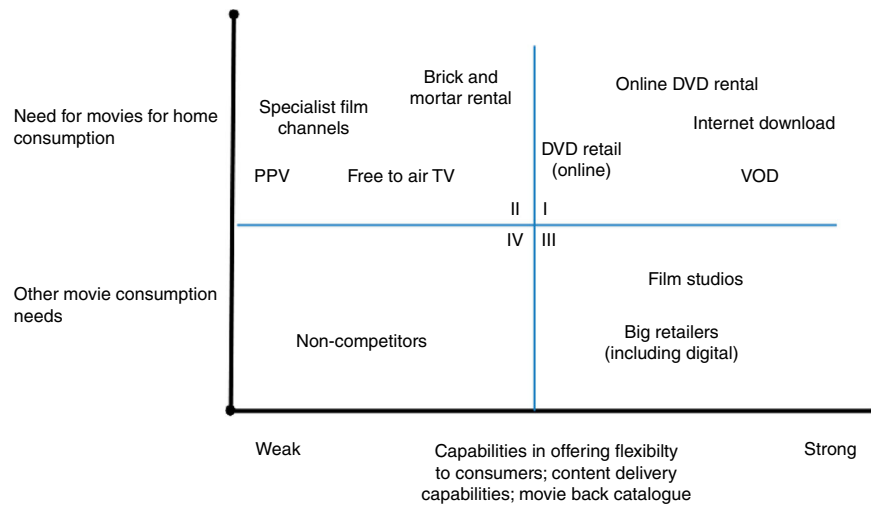 Need for movies for home
consumption
Specialist film
channels
Brick and
mortar rental
Online DVD rental
Internet download
DVD retail
(online)
PPV
Free to air TV
VOD
II
I
IV
III
Other movie consumption
needs
Film studios
Non-competitors
Big retailers
(including digital)
Weak
Capabilities in offering flexibilty
to consumers; content delivery
capabilities; movie back catalogue
Strong